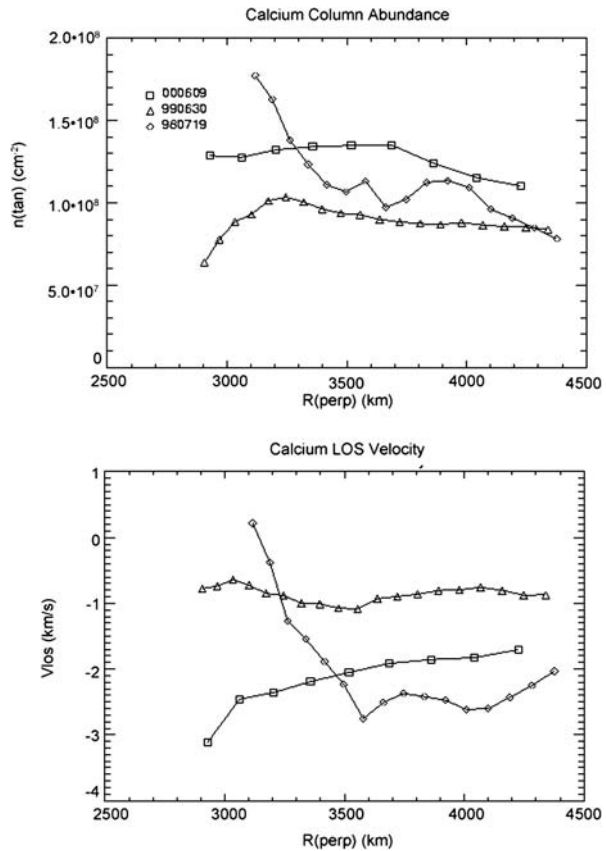 Calcium Column Abundance
2.0•10⁸
000609
990630
980719
1.5•10⁸
n(tan) (cm⁻²)
1.0•10⁸
5.0•10⁷
0
2500 3000 3500 4000 4500
R(perp) (km)
Calcium LOS Velocity
1
0
-1
Vlos (km/s)
-2
-3
-4
2500 3000 3500 4000 4500
R(perp) (km)